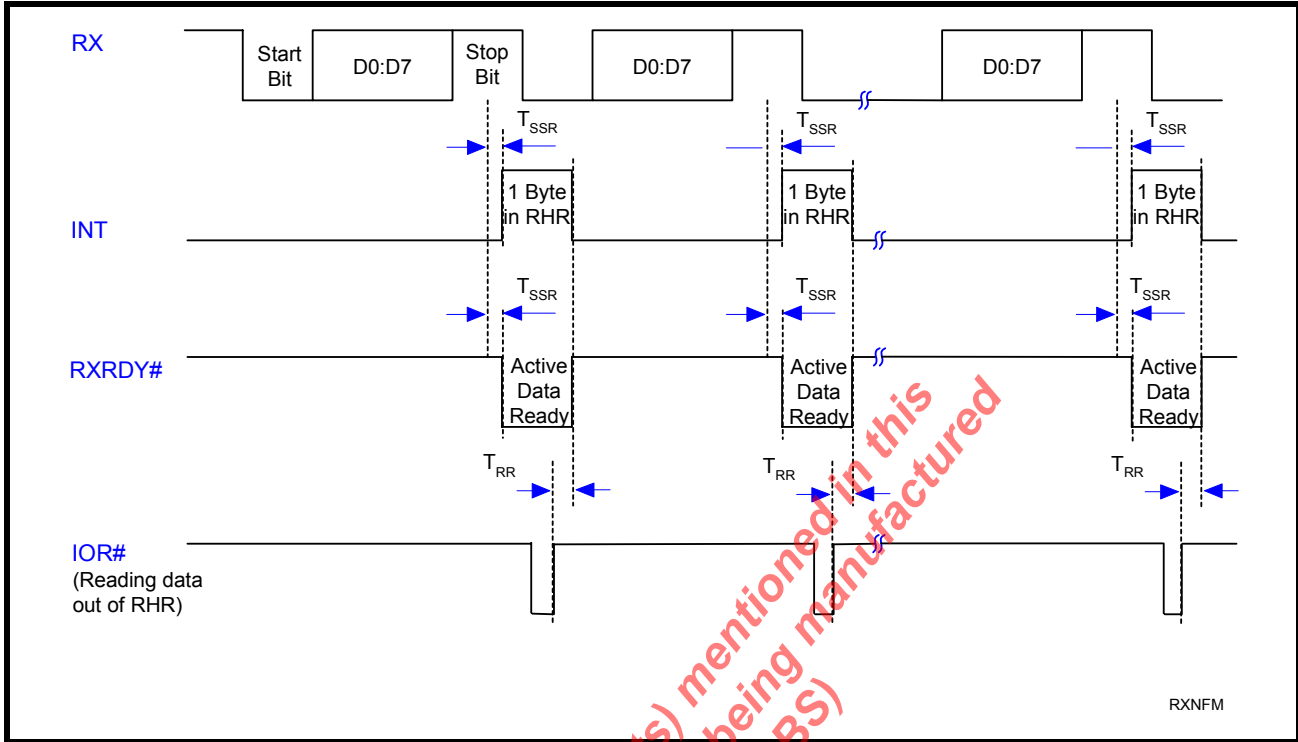 RX
Start
Bit
D0:D7
Stop
Bit
D0:D7
D0:D7
TSSR
TSSR
TSSR
INT
1 Byte
in RHR
1 Byte
in RHR
1 Byte
in RHR
TSSR
TSSR
TSSR
RXRDY#
Active
Data
Ready
Active
Data
Ready
Active
Data
Ready
TRR
TRR
TRR
IOR#
(Reading data
out of RHR)
mentioned in this
being manufactured
RXNFM